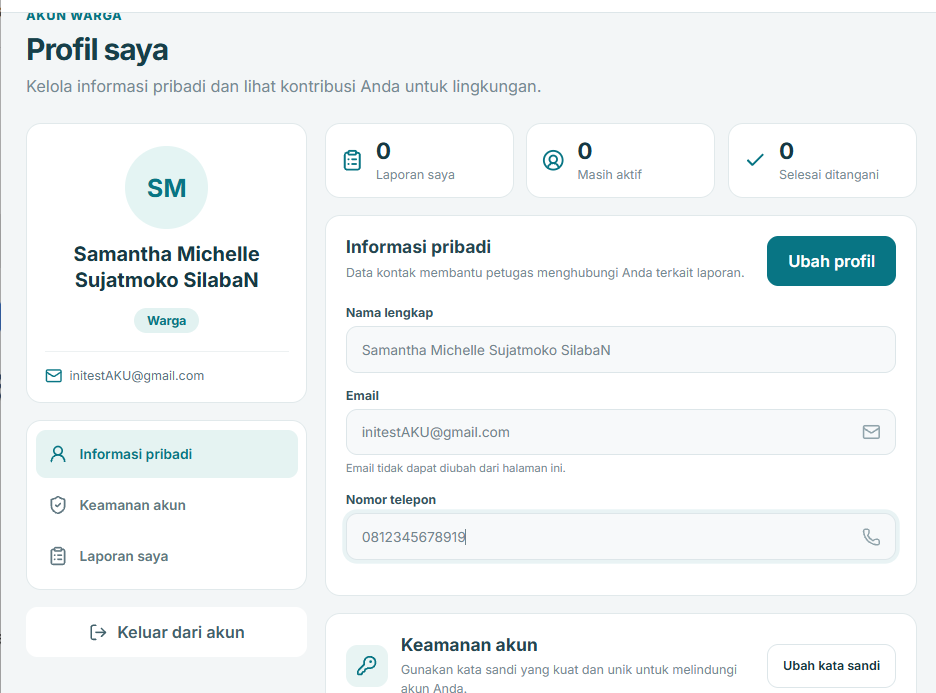 AKUN WARGA
Profil saya
Kelola informasi pribadi dan lihat kontribusi Anda untuk lingkungan.
SM
Samantha Michelle
Sujatmoko SilabaN
Warga
initestAKU@gmail.com
Informasi pribadi
Keamanan akun
Laporan saya
Keluar dari akun
0
Laporan saya
0
Masih aktif
0
Selesai ditangani
Informasi pribadi
Data kontak membantu petugas menghubungi Anda terkait laporan.
Ubah profil
Nama lengkap
Samantha Michelle Sujatmoko SilabaN
Email
initestAKU@gmail.com
Email tidak dapat diubah dari halaman ini.
Nomor telepon
0812345678919
Keamanan akun
Gunakan kata sandi yang kuat dan unik untuk melindungi
akun Anda.
Ubah kata sandi